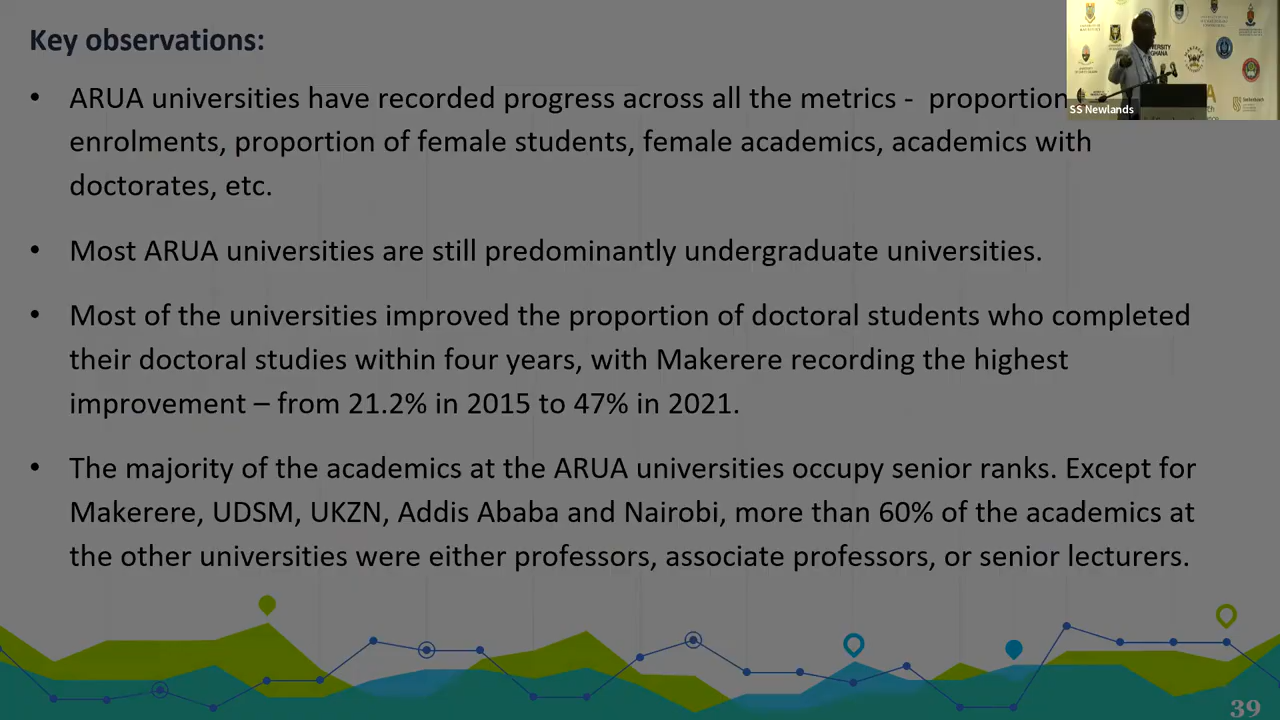 Key observations:
• ARUA universities have recorded progress across all the metrics - proportion
enrolments, proportion of female students, female academics, academics with
doctorates, etc.
• Most ARUA universities are still predominantly undergraduate universities.
• Most of the universities improved the proportion of doctoral students who completed
their doctoral studies within four years, with Makerere recording the highest
improvement – from 21.2% in 2015 to 47% in 2021.
• The majority of the academics at the ARUA universities occupy senior ranks. Except for
Makerere, UDSM, UKZN, Addis Ababa and Nairobi, more than 60% of the academics at
the other universities were either professors, associate professors, or senior lecturers.
SS Newlands
39